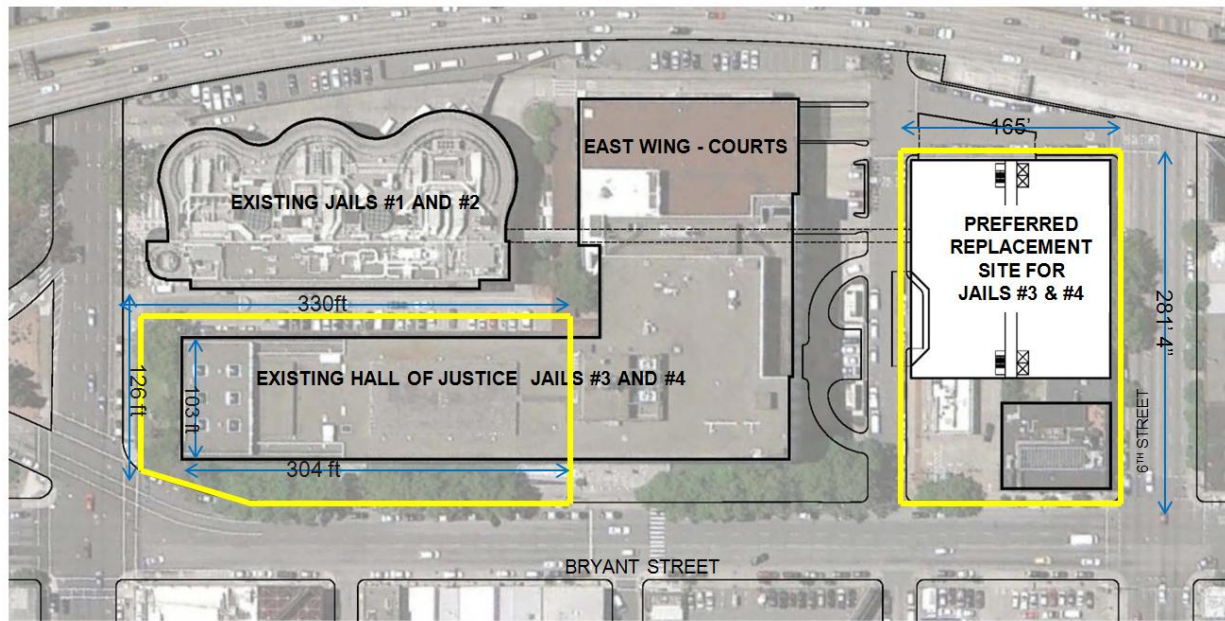 165'
EAST WING - COURTS
EXISTING JAILS #1 AND #2
PREFERRED
REPLACEMENT
SITE FOR
JAILS #3 & #4
330ft
281'4"
126 ft
103 ft
EXISTING HALL OF JUSTICE JAILS #3 AND #4
304 ft
6TH STREET
BRYANT STREET